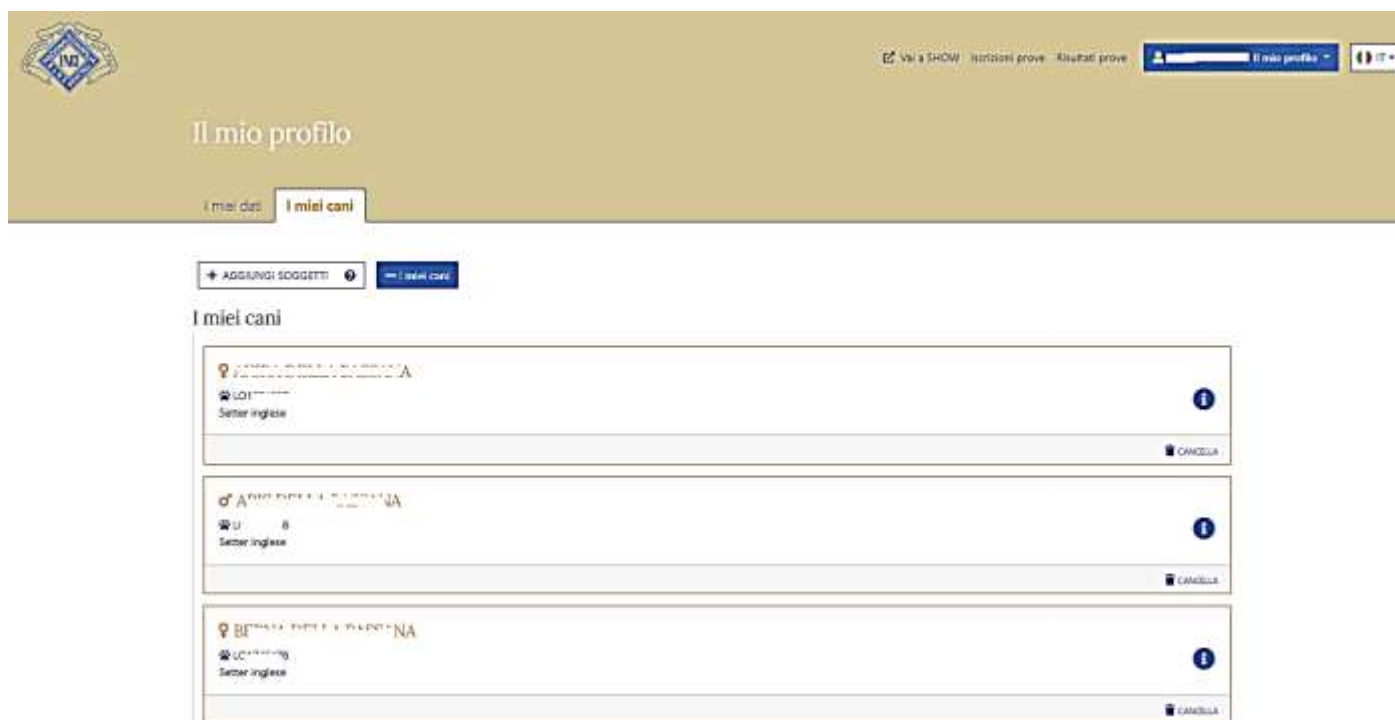 Vai a SHOW Iscrizioni prove Risultati prove Il mio profilo IT
Il mio profilo
I miei dati I miei cani
AGGIUNGI SOGGETTI I miei cani
I miei cani
Setter inglese
CANCELLA
Setter inglese
CANCELLA
Setter inglese
CANCELLA